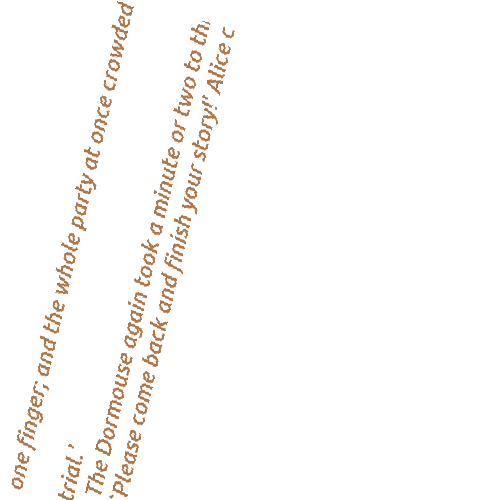 one finger; and the whole party at once crowded
trial. '
The Dormouse again took a minute or two to
`Please come back and finish your story!' Alice